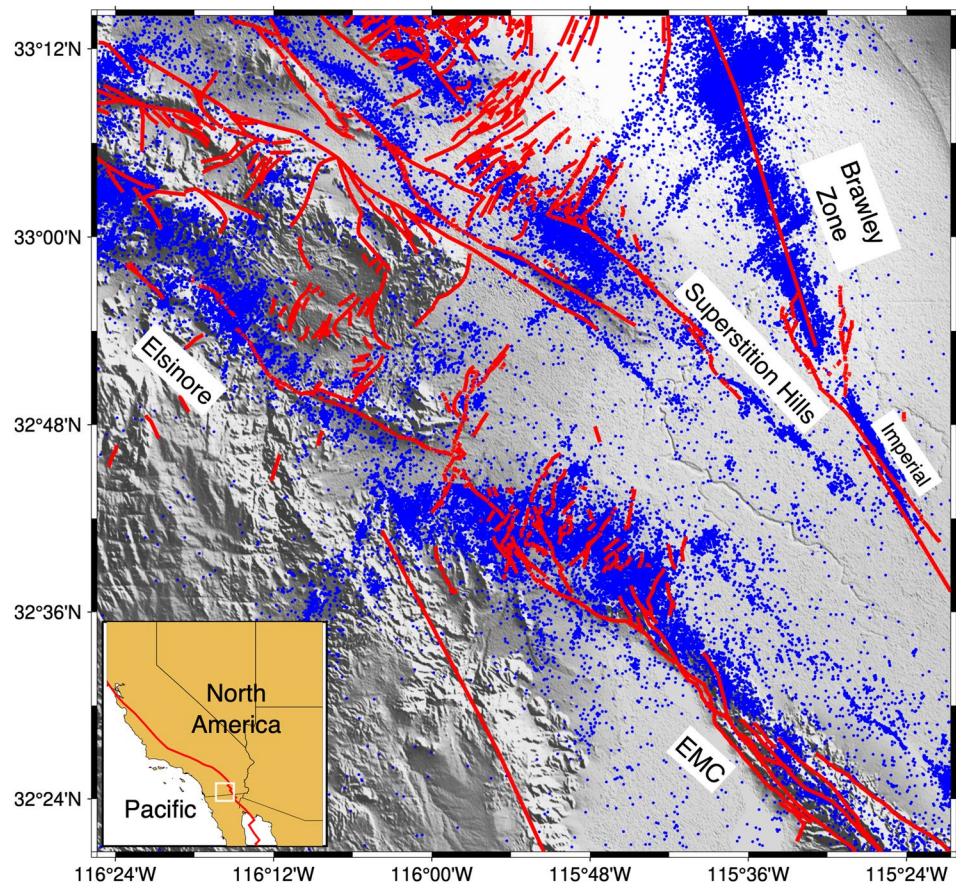 33°12'N
33°00'N
32°48'N
32°36'N
32°24'N
Brawley
Zone
Superstition Hills
Elsinore
Imperial
EMC
North
America
Pacific
116°24'W
116°12'W
116°00'W
115°48'W
115°36'W
115°24'W